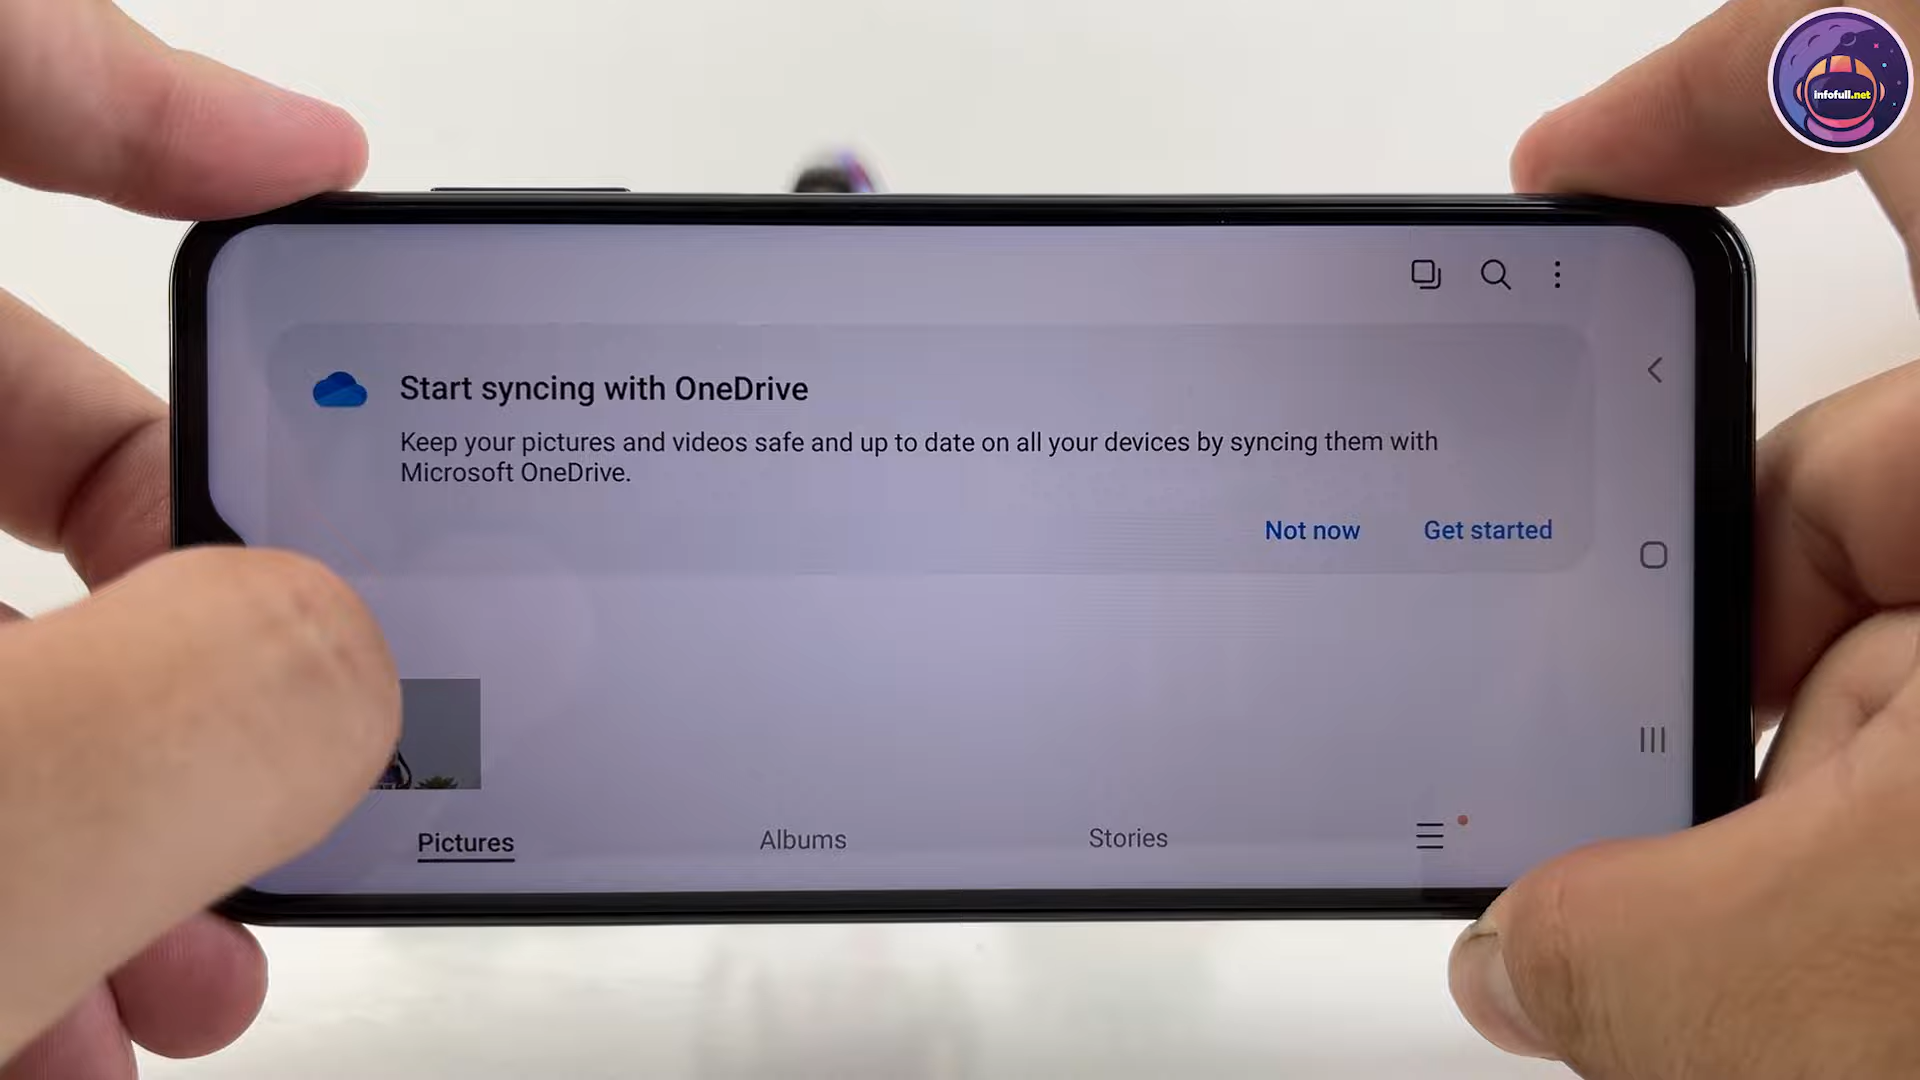 infofull.net
Start syncing with OneDrive
Keep your pictures and videos safe and up to date on all your devices by syncing them with
Microsoft OneDrive.
Not now
Get started
Pictures
Albums
Stories